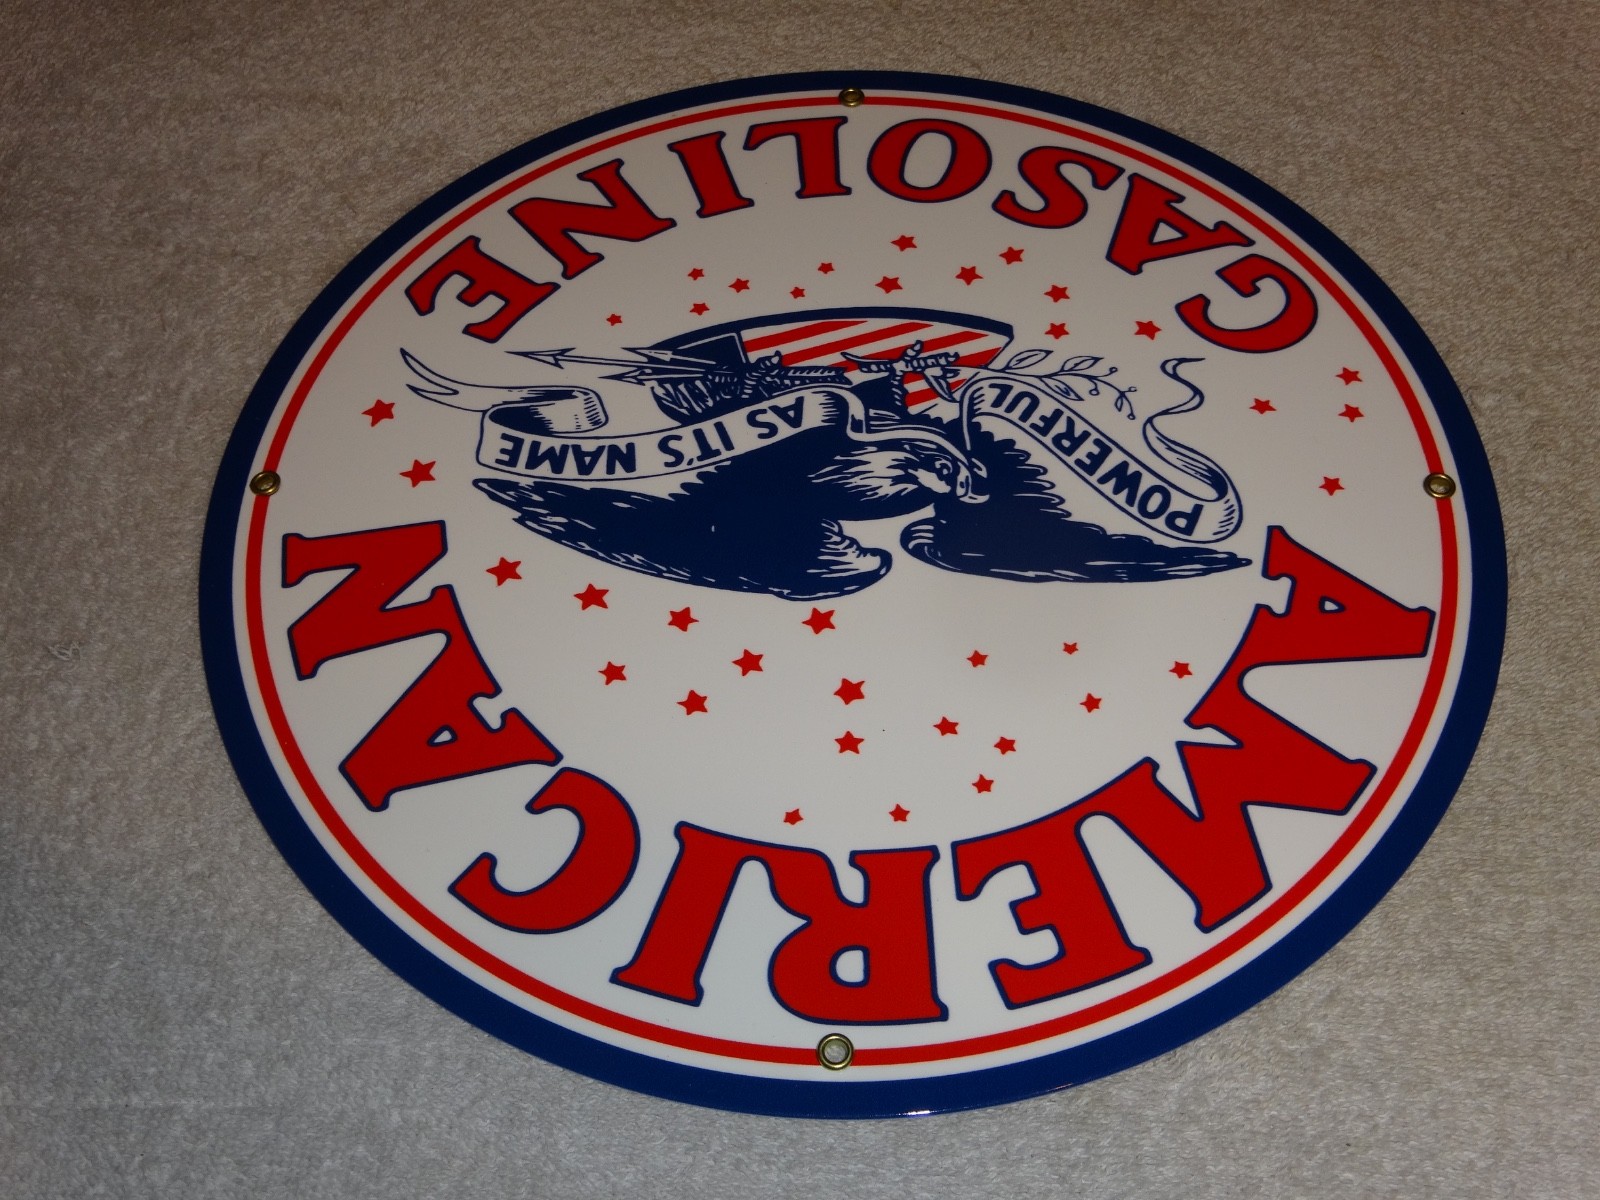 AMERICAN
POWERFUL
AS IT'S NAME
GASOLINE